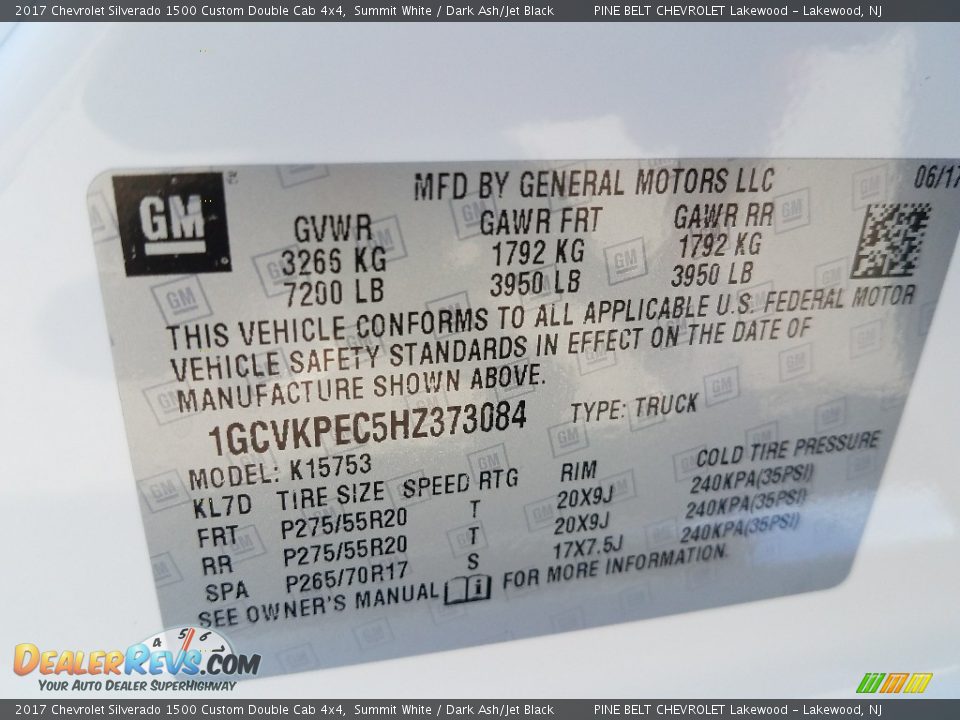 2017 Chevrolet Silverado 1500 Custom Double Cab 4x4, Summit White / Dark Ash/Jet Black PINE BELT CHEVROLET Lakewood – Lakewood, NJ
MFD BY GENERAL MOTORS LLC 06/17
GM
GVWR GAWR FRT GAWR RR
3266 KG 1792 KG 1792 KG
7200 LB 3950 LB 3950 LB
THIS VEHICLE CONFORMS TO ALL APPLICABLE U.S. FEDERAL MOTOR
VEHICLE SAFETY STANDARDS IN EFFECT ON THE DATE OF
MANUFACTURE SHOWN ABOVE.
1GCVKPEC5HZ373084 TYPE: TRUCK
MODEL: K15753
KL7D TIRE SIZE SPEED RTG RIM COLD TIRE PRESSURE
FRT P275/55R20 T 20X9J 240KPA(35PSI)
RR P275/55R20 T 20X9J 240KPA(35PSI)
SPA P265/70R17 S 17X7.5J 240KPA(35PSI)
SEE OWNER'S MANUAL i FOR MORE INFORMATION.
4 5 6 7
DealerRevs.com
Your Auto Dealer SuperHighway
2017 Chevrolet Silverado 1500 Custom Double Cab 4x4, Summit White / Dark Ash/Jet Black PINE BELT CHEVROLET Lakewood – Lakewood, NJ